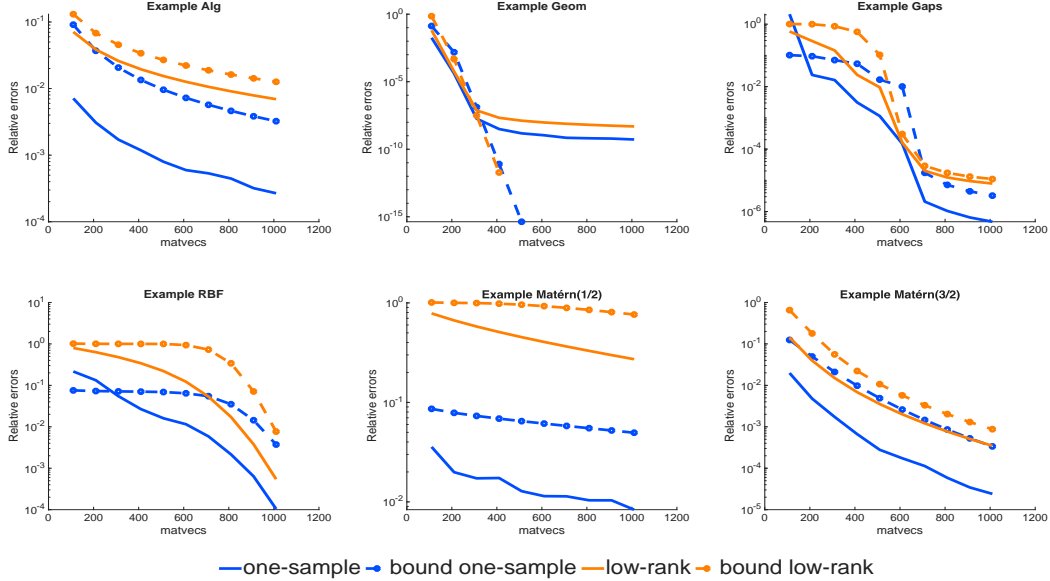 Example Alg
Example Geom
Example Gaps
10^-1
10^-2
10^-3
10^-4
Relative errors
0 200 400 600 800 1000 1200
matvecs
10^0
10^-5
10^-10
10^-15
Relative errors
0 200 400 600 800 1000 1200
matvecs
10^0
10^-2
10^-4
10^-6
Relative errors
0 200 400 600 800 1000 1200
matvecs
Example RBF
Example Matérn(1/2)
Example Matérn(3/2)
10^1
10^0
10^-1
10^-2
10^-3
10^-4
Relative errors
0 200 400 600 800 1000 1200
matvecs
10^0
10^-1
10^-2
Relative errors
0 200 400 600 800 1000 1200
matvecs
10^0
10^-1
10^-2
10^-3
10^-4
10^-5
Relative errors
0 200 400 600 800 1000 1200
matvecs
one-sample bound one-sample low-rank bound low-rank